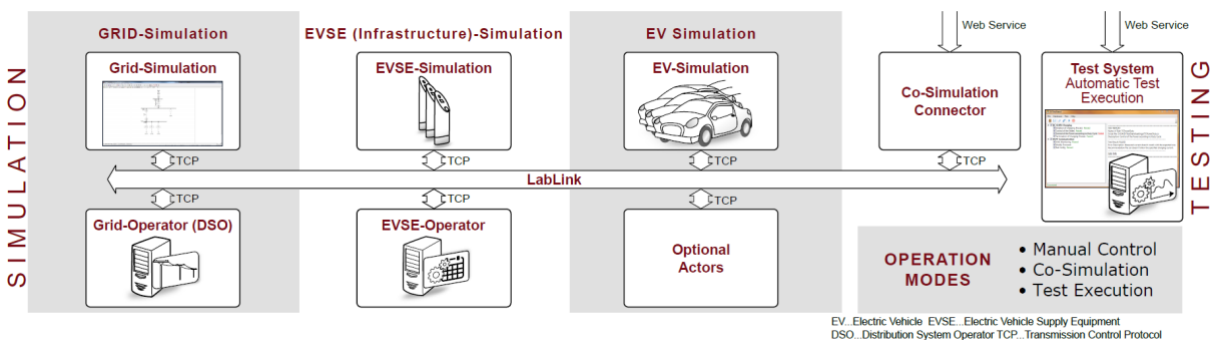 SIMULATION
GRID-Simulation
EVSE (Infrastructure)-Simulation
EV Simulation
Web Service
Web Service
Grid-Simulation
EVSE-Simulation
EV-Simulation
Co-Simulation
Connector
Test System
Automatic Test
Execution
TESTING
TCP
TCP
TCP
TCP
TCP
LabLink
TCP
TCP
TCP
Grid-Operator (DSO)
EVSE-Operator
Optional
Actors
OPERATION
MODES
• Manual Control
• Co-Simulation
• Test Execution
EV...Electric Vehicle EVSE...Electric Vehicle Supply Equipment
DSO...Distribution System Operator TCP...Transmission Control Protocol